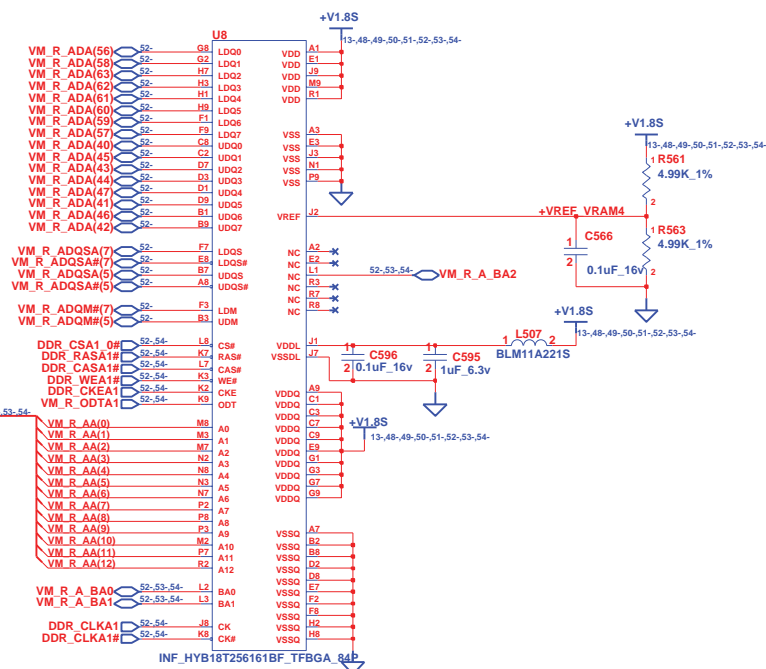 U8
+V1.8S
13-,48-,49-,50-,51-,52-,53-,54-
VM_R_ADA(56) 52- G8 LDQ0 VDD A1
VM_R_ADA(58) 52- G2 LDQ1 VDD E1
VM_R_ADA(63) 52- H7 LDQ2 VDD J9
VM_R_ADA(62) 52- H3 LDQ3 VDD M9
VM_R_ADA(61) 52- H1 LDQ4 VDD R1
VM_R_ADA(60) 52- H9 LDQ5
VM_R_ADA(59) 52- F1 LDQ6
VM_R_ADA(57) 52- F9 LDQ7 VSS A3
VM_R_ADA(40) 52- C8 UDQ0 VSS E3
VM_R_ADA(45) 52- C2 UDQ1 VSS J3
VM_R_ADA(43) 52- D7 UDQ2 VSS N1
VM_R_ADA(44) 52- D3 UDQ3 VSS P9
VM_R_ADA(47) 52- D1 UDQ4
VM_R_ADA(41) 52- D9 UDQ5
VM_R_ADA(46) 52- B1 UDQ6 VREF J2
VM_R_ADA(42) 52- B9 UDQ7
+V1.8S
13-,48-,49-,50-,51-,52-,53-,54-
1 R561
4.99K_1%
2
+VREF_VRAM4
1 R563
4.99K_1%
2
1 C566
2 0.1uF_16v
VM_R_ADQSA(7) 52- F7 LDQS NC A2
VM_R_ADQSA#(7) 52- E8 LDQS# NC E2
VM_R_ADQSA(5) 52- B7 UDQS NC L1 52-,53-,54- VM_R_A_BA2
VM_R_ADQSA#(5) 52- A8 UDQS# NC R3
NC R7
VM_R_ADQM#(7) 52- F3 LDM NC R8
VM_R_ADQM#(5) 52- B3 UDM
+V1.8S
13-,48-,49-,50-,51-,52-,53-,54-
1 L507 2
BLM11A221S
DDR_CSA1_0# 52-,54- L8 CS# VDDL J1
DDR_RASA1# 52-,54- K7 RAS# VSSDL J7
DDR_CASA1# 52-,54- L7 CAS#
DDR_WEA1# 52-,54- K3 WE#
DDR_CKEA1 52-,54- K2 CKE
VM_R_ODTA1 52-,54- K9 ODT
1 C596
2 0.1uF_16v
1 C595
2 1uF_6.3v
VDDQ A9
VDDQ C1
VDDQ C3
VDDQ C7
VDDQ C9
VDDQ E9
VDDQ G1
VDDQ G3
VDDQ G7
VDDQ G9
+V1.8S
13-,48-,49-,50-,51-,52-,53-,54-
,53-,54-
VM_R_AA(0) M8 A0
VM_R_AA(1) M3 A1
VM_R_AA(2) M7 A2
VM_R_AA(3) N2 A3
VM_R_AA(4) N8 A4
VM_R_AA(5) N3 A5
VM_R_AA(6) N7 A6
VM_R_AA(7) P2 A7
VM_R_AA(8) P8 A8
VM_R_AA(9) P3 A9
VM_R_AA(10) M2 A10
VM_R_AA(11) P7 A11
VM_R_AA(12) R2 A12
VSSQ A7
VSSQ B2
VSSQ B8
VSSQ D2
VSSQ D8
VSSQ E7
VSSQ F2
VSSQ F8
VSSQ H2
VSSQ H8
VM_R_A_BA0 52-,53-,54- L2 BA0
VM_R_A_BA1 52-,53-,54- L3 BA1
DDR_CLKA1 52-,54- J8 CK
DDR_CLKA1# 52-,54- K8 CK#
INF_HYB18T256161BF_TFBGA_84P